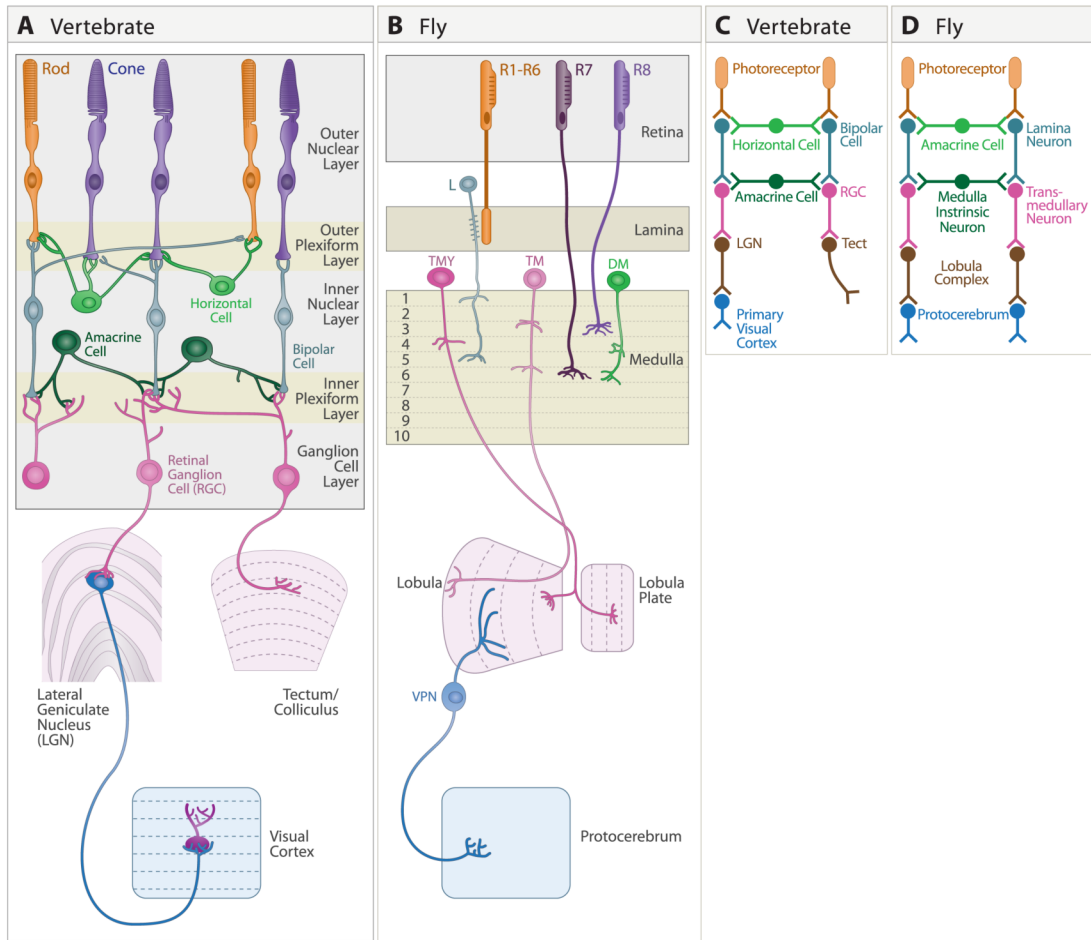 A Vertebrate
Rod
Cone
Outer
Nuclear
Layer
Outer
Plexiform
Layer
Horizontal
Cell
Inner
Nuclear
Layer
Amacrine
Cell
Bipolar
Cell
Inner
Plexiform
Layer
Retinal
Ganglion
Cell (RGC)
Ganglion
Cell
Layer
Lateral
Geniculate
Nucleus
(LGN)
Tectum/
Colliculus
Visual
Cortex
B Fly
R1-R6
R7
R8
Retina
L
Lamina
TMY
TM
DM
1
2
3
4
5
6
7
8
9
10
Medulla
Lobula
Lobula
Plate
VPN
Protocerebrum
C Vertebrate
Photoreceptor
Horizontal Cell
Bipolar
Cell
Amacrine Cell
RGC
LGN
Tect
Primary
Visual
Cortex
D Fly
Photoreceptor
Amacrine Cell
Lamina
Neuron
Medulla
Instrinsic
Neuron
Trans-
medullary
Neuron
Lobula
Complex
Protocerebrum